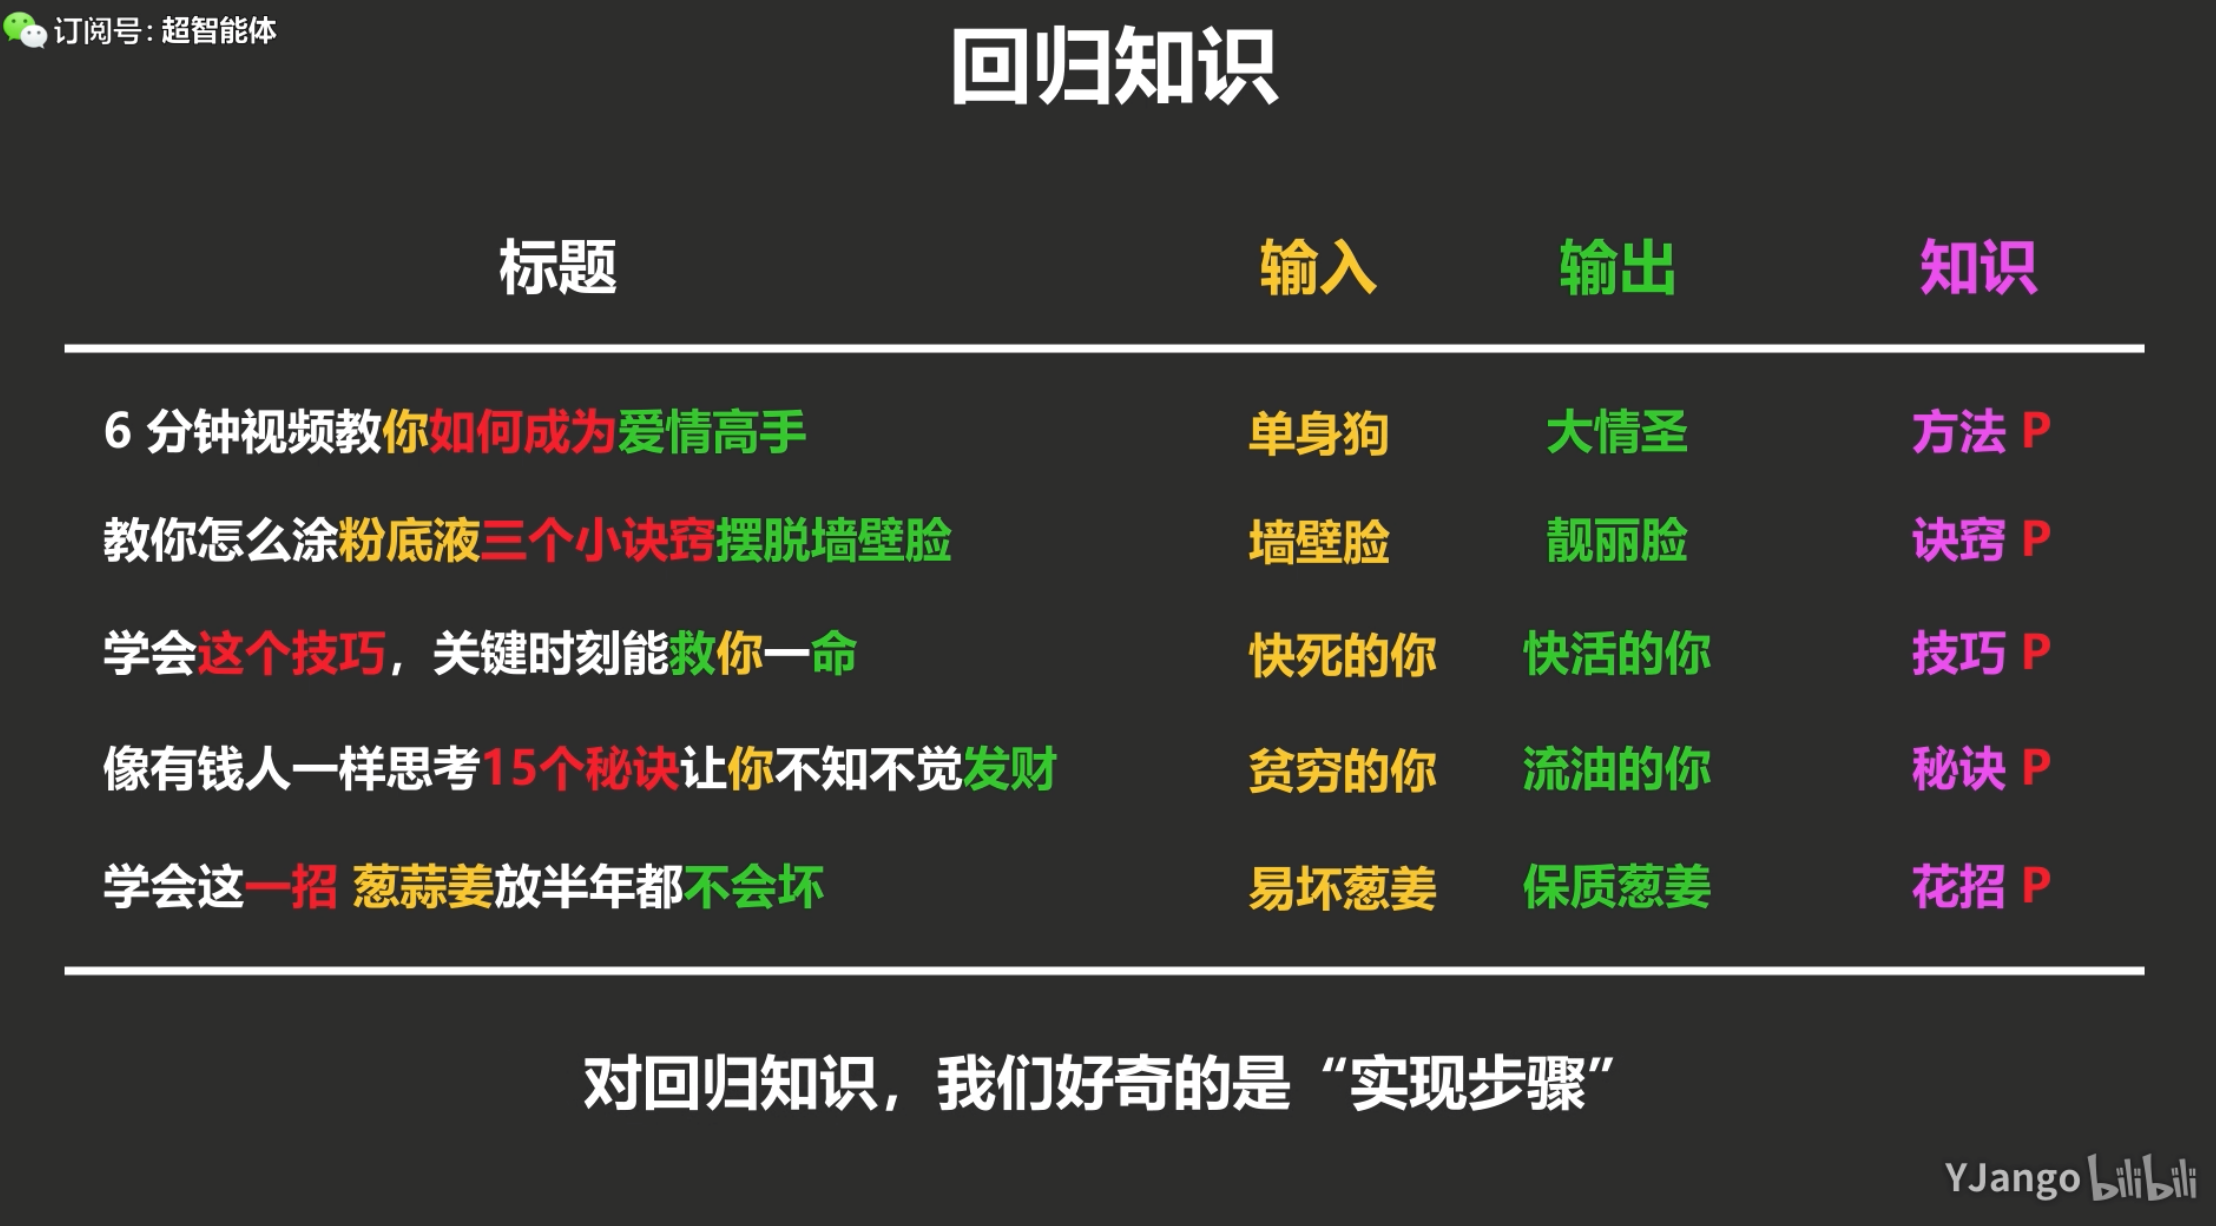 订阅号: 超智能体
回归知识
标题 输入 输出 知识
6 分钟视频教你如何成为爱情高手 单身狗 大情圣 方法 P
教你怎么涂粉底液三个小诀窍摆脱墙壁脸 墙壁脸 靓丽脸 诀窍 P
学会这个技巧，关键时刻能救你一命 快死的你 快活的你 技巧 P
像有钱人一样思考15个秘诀让你不知不觉发财 贫穷的你 流油的你 秘诀 P
学会这一招 葱蒜姜放半年都不会坏 易坏葱姜 保质葱姜 花招 P
对回归知识，我们好奇的是“实现步骤”
YJango bilibili